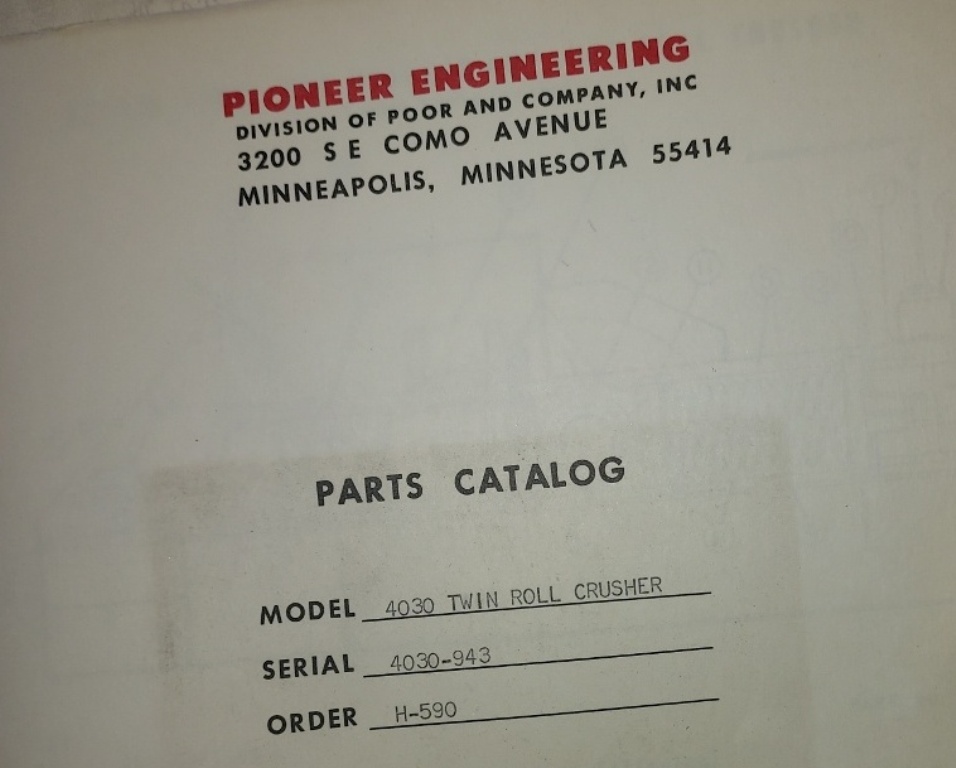 PIONEER ENGINEERING
DIVISION OF POOR AND COMPANY, INC
3200 S E COMO AVENUE
MINNEAPOLIS, MINNESOTA 55414
PARTS CATALOG
MODEL 4030 TWIN ROLL CRUSHER
SERIAL 4030-943
ORDER H-590